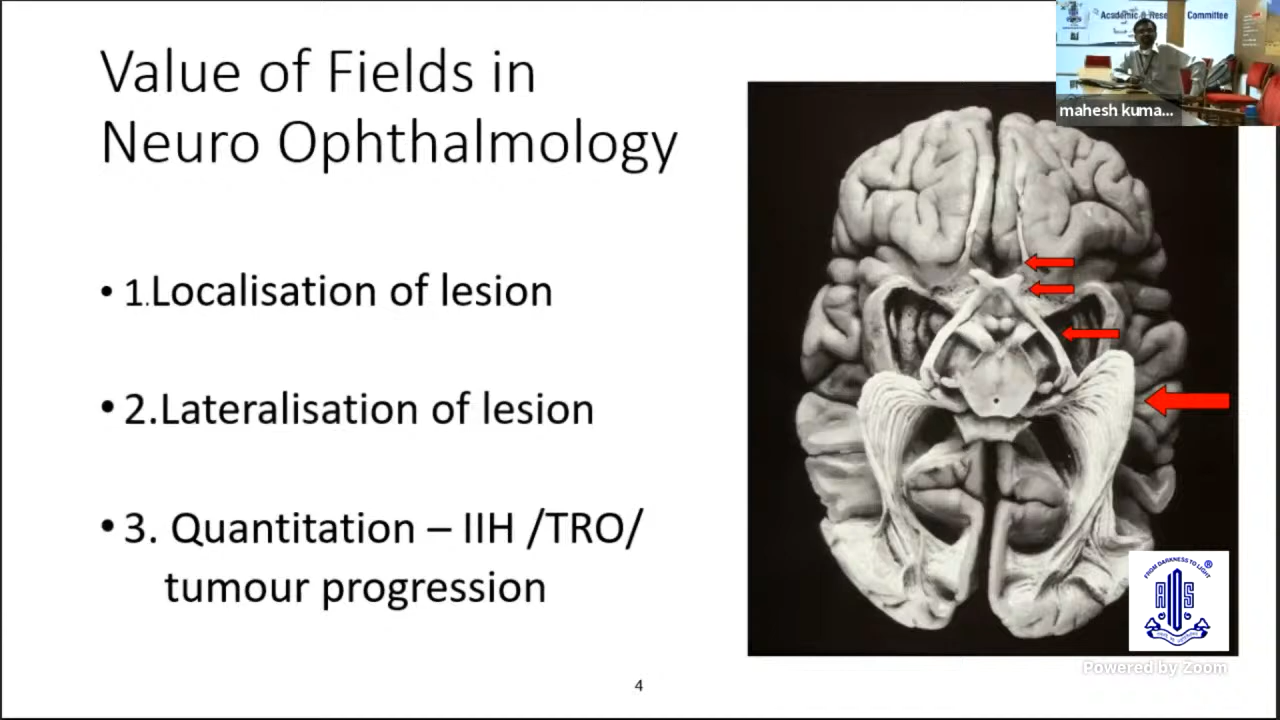 Value of Fields in
Neuro Ophthalmology
• 1.Localisation of lesion
• 2.Lateralisation of lesion
• 3. Quantitation – IIH /TRO/
tumour progression
4
Academic & Rese Committee
mahesh kuma...
FROM DARKNESS TO LIGHT
®
Powered by Zoom